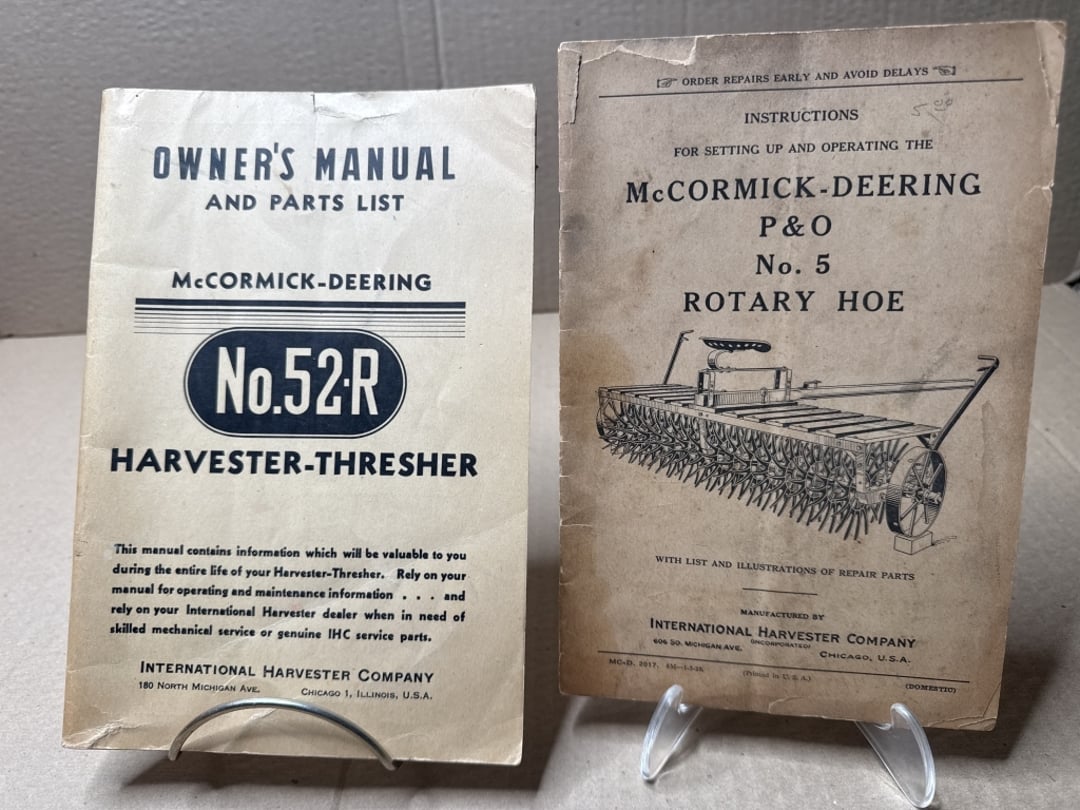 OWNER'S MANUAL
AND PARTS LIST
McCORMICK-DEERING
No. 52-R
HARVESTER-THRESHER
This manual contains information which will be valuable to you
during the entire life of your Harvester-Thresher. Rely on your
manual for operating and maintenance information . . . and
rely on your International Harvester dealer when in need of
skilled mechanical service or genuine IHC service parts.
INTERNATIONAL HARVESTER COMPANY
180 NORTH MICHIGAN AVE. CHICAGO 1, ILLINOIS, U.S.A.
ORDER REPAIRS EARLY AND AVOID DELAYS
INSTRUCTIONS
FOR SETTING UP AND OPERATING THE
McCORMICK-DEERING
P&O
No. 5
ROTARY HOE
WITH LIST AND ILLUSTRATIONS OF REPAIR PARTS
MANUFACTURED BY
INTERNATIONAL HARVESTER COMPANY
606 SO. MICHIGAN AVE. (INCORPORATED) CHICAGO, U.S.A.
MC-D. 2017.
(Printed in U. S. A.)
(DOMESTIC)